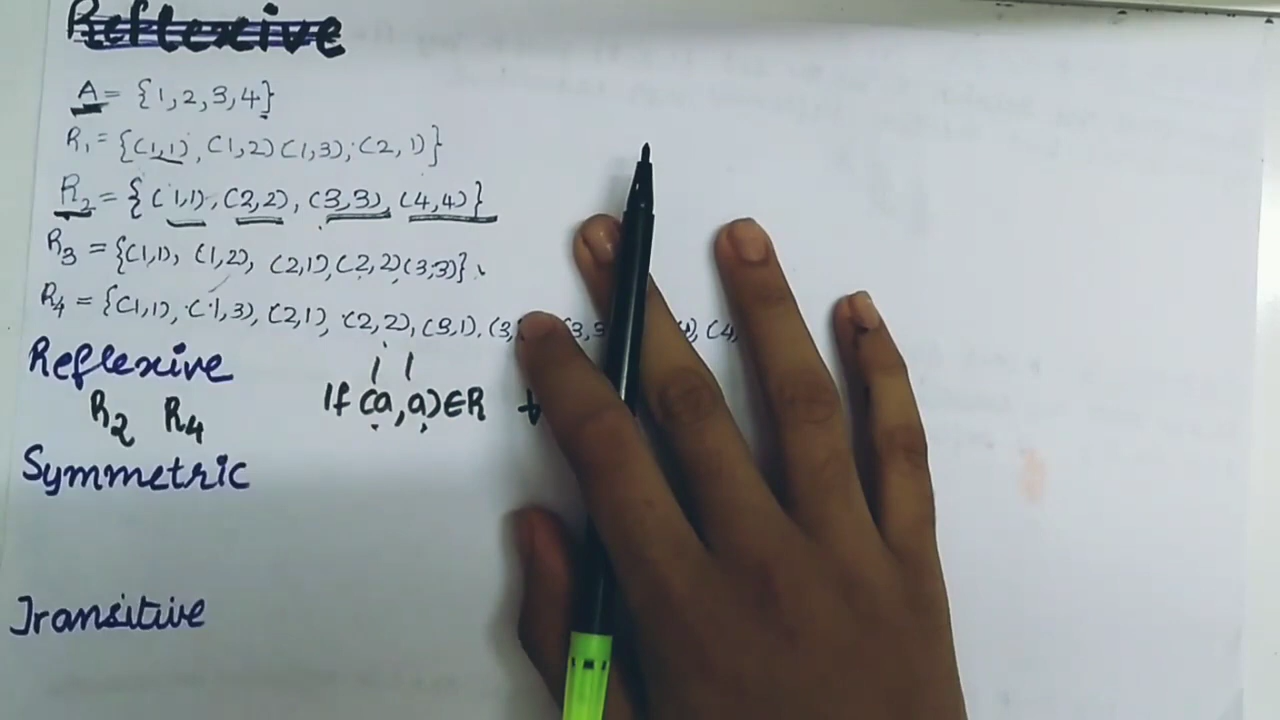 Reflexive
A = {1,2,3,4}
R₁ = {(1,1), (1,2) (1,3), (2,1)}
R₂ = {(1,1), (2,2), (3,3), (4,4)}
R₃ = {(1,1), (1,2), (2,1), (2,2) (3,3)}
R₄ = {(1,1), (1,3), (2,1), (2,2), (3,1), (3, (4,
Reflexive
If (a,a) ∈ R
R₂ R₄
Symmetric
Transitive